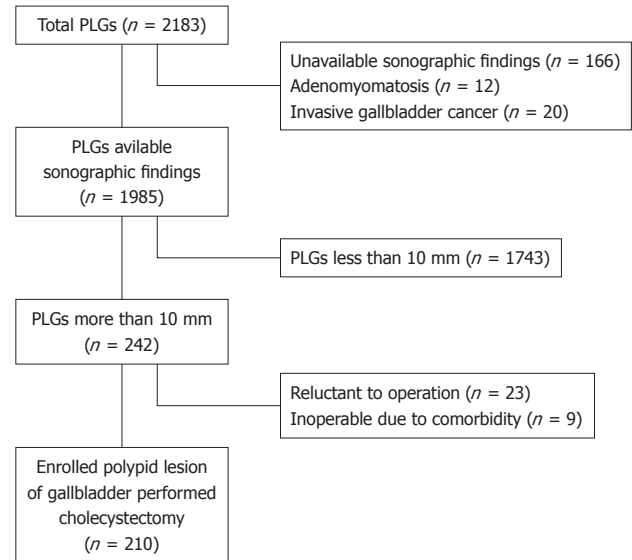 Total PLGs (n = 2183)
Unavailable sonographic findings (n = 166)
Adenomyomatosis (n = 12)
Invasive gallbladder cancer (n = 20)
PLGs avilable
sonographic findings
(n = 1985)
PLGs less than 10 mm (n = 1743)
PLGs more than 10 mm
(n = 242)
Reluctant to operation (n = 23)
Inoperable due to comorbidity (n = 9)
Enrolled polypid lesion
of gallbladder performed
cholecystectomy
(n = 210)